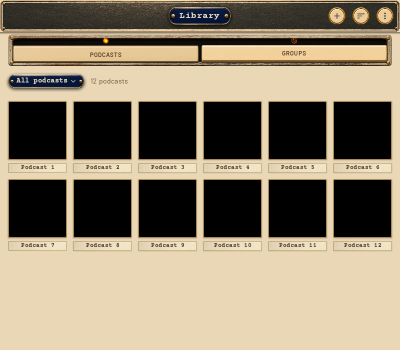 Library
PODCASTS
GROUPS
All podcasts
12 podcasts
Podcast 1
Podcast 2
Podcast 3
Podcast 4
Podcast 5
Podcast 6
Podcast 7
Podcast 8
Podcast 9
Podcast 10
Podcast 11
Podcast 12